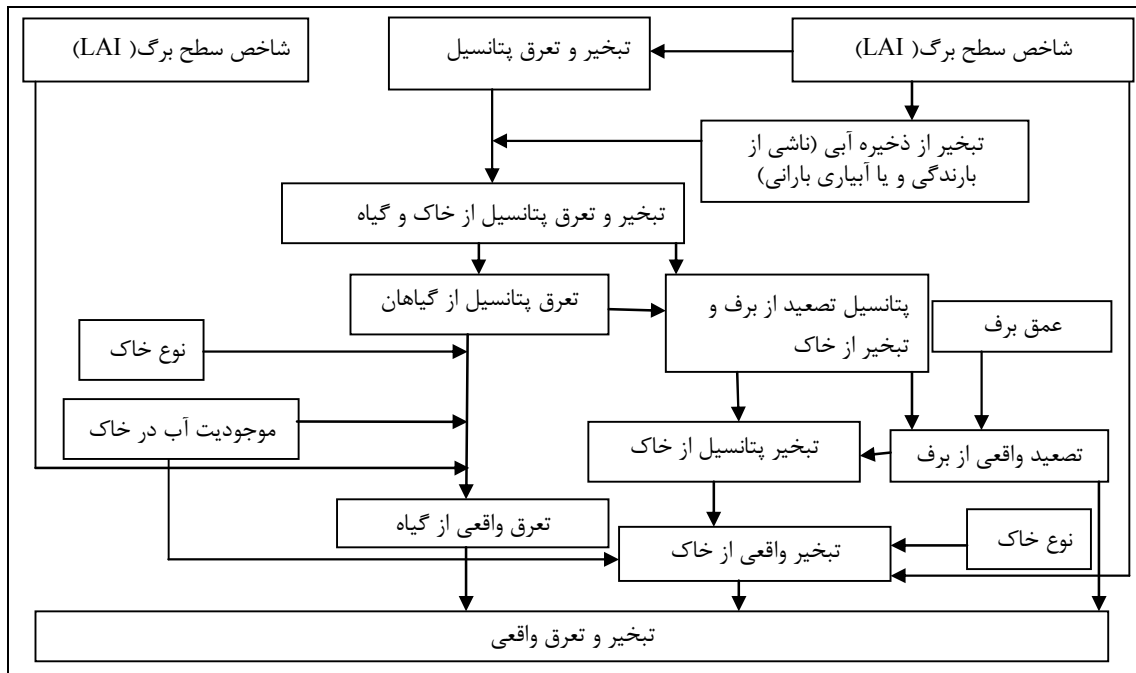 شاخص سطح برگ( LAI)
تبخیر و تعرق پتانسیل
شاخص سطح برگ( LAI)
تبخیر از ذخیره آبی (ناشی از
بارندگی و یا آبیاری بارانی)
تبخیر و تعرق پتانسیل از خاک و گیاه
پتانسیل تصعید از برف و
تبخیر از خاک
تعرق پتانسیل از گیاهان
عمق برف
نوع خاک
موجودیت آب در خاک
تصعید واقعی از برف
تبخیر پتانسیل از خاک
تعرق واقعی از گیاه
نوع خاک
تبخیر واقعی از خاک
تبخیر و تعرق واقعی